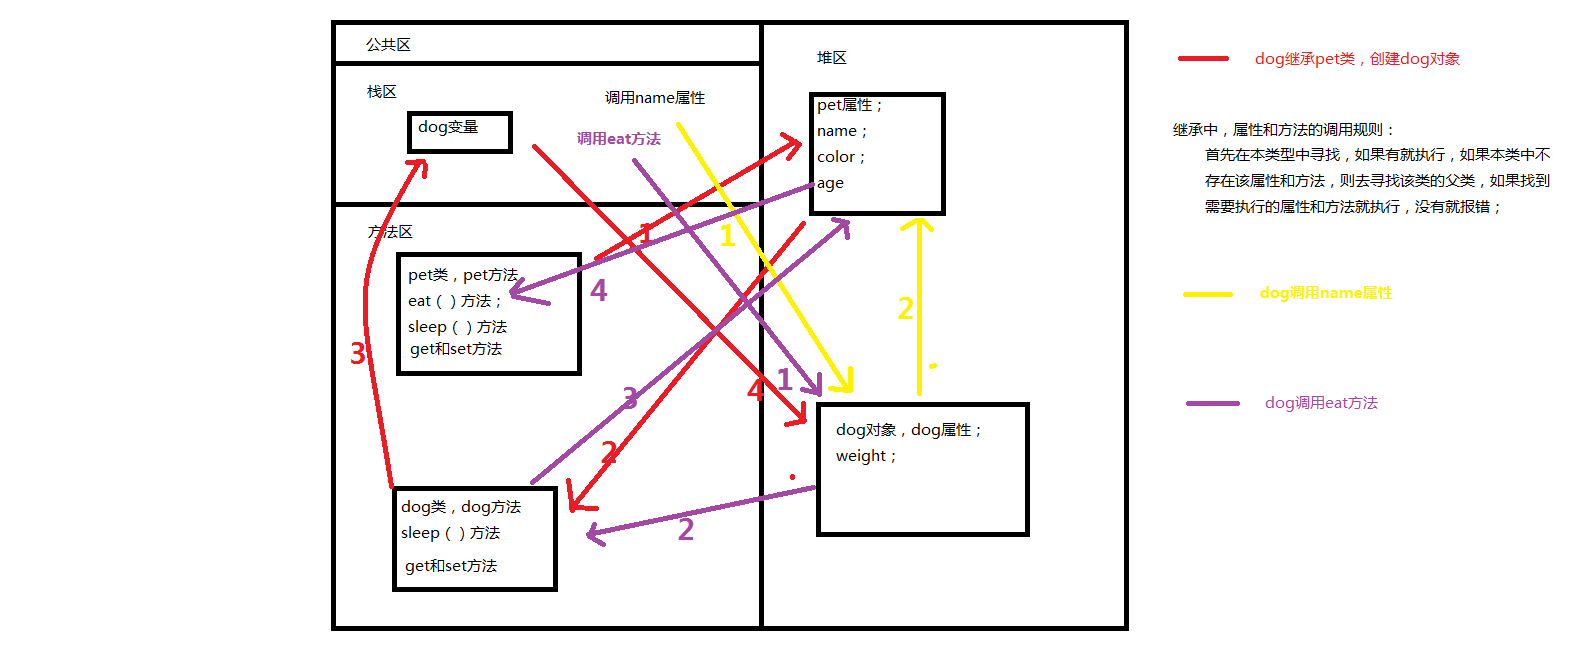 公共区
栈区
dog变量
调用name属性
调用eat方法
堆区
pet属性；
name；
color；
age
方法区
pet类，pet方法
eat（ ）方法；
sleep（ ）方法
get和set方法
1
1
4
2
3
3
1
4
2
2
dog对象，dog属性；
weight；
dog类，dog方法
sleep（ ）方法
get和set方法
dog继承pet类，创建dog对象
继承中，属性和方法的调用规则：
首先在本类型中寻找，如果有就执行，如果本类中不
存在该属性和方法，则去寻找该类的父类，如果找到
需要执行的属性和方法就执行，没有就报错；
dog调用name属性
dog调用eat方法